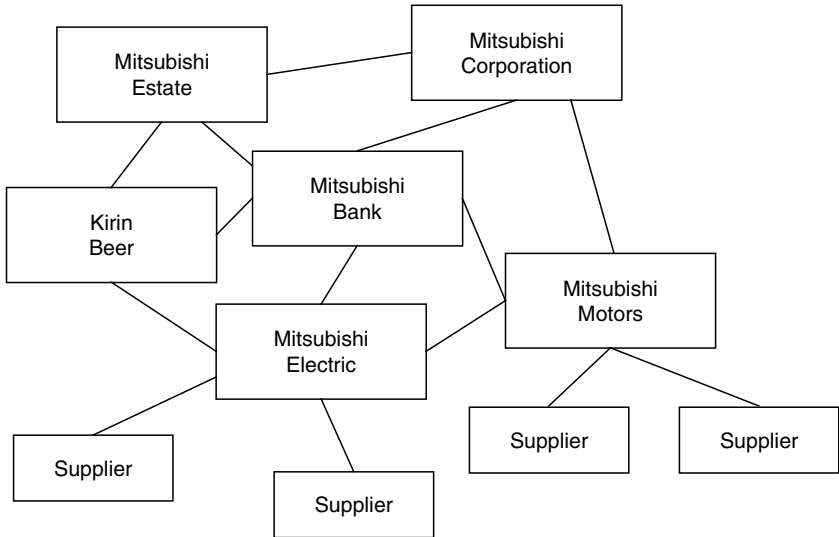 Mitsubishi
Estate
Mitsubishi
Corporation
Mitsubishi
Bank
Kirin
Beer
Mitsubishi
Motors
Mitsubishi
Electric
Supplier
Supplier
Supplier
Supplier